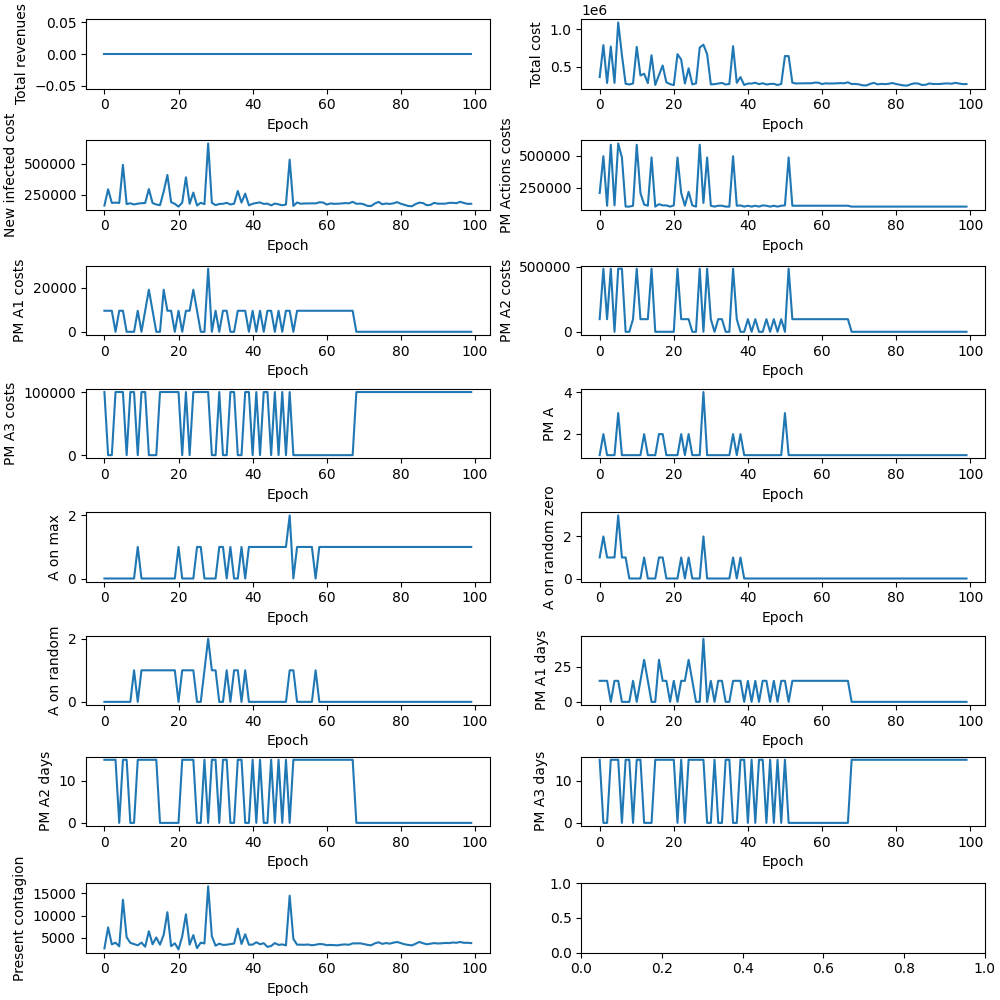 Total revenues
0.05
0.00
−0.05
0 20 40 60 80 100
Epoch
1e6
Total cost
1.0
0.5
0 20 40 60 80 100
Epoch
New infected cost
500000
250000
0 20 40 60 80 100
Epoch
PM Actions costs
500000
250000
0 20 40 60 80 100
Epoch
PM A1 costs
20000
0
0 20 40 60 80 100
Epoch
PM A2 costs
500000
0
0 20 40 60 80 100
Epoch
PM A3 costs
100000
0
0 20 40 60 80 100
Epoch
PM A
4
2
0 20 40 60 80 100
Epoch
A on max
2
0
0 20 40 60 80 100
Epoch
A on random zero
2
0
0 20 40 60 80 100
Epoch
A on random
2
0
0 20 40 60 80 100
Epoch
PM A1 days
25
0
0 20 40 60 80 100
Epoch
PM A2 days
10
0
0 20 40 60 80 100
Epoch
PM A3 days
10
0
0 20 40 60 80 100
Epoch
Present contagion
15000
10000
5000
0 20 40 60 80 100
Epoch
1.0
0.5
0.0
0.0 0.2 0.4 0.6 0.8 1.0